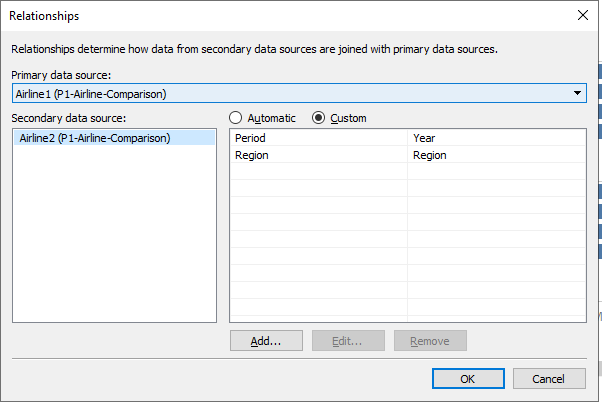 Relationships
Relationships determine how data from secondary data sources are joined with primary data sources.
Primary data source:
Airline1 (P1-Airline-Comparison)
Secondary data source:
Automatic
Custom
Airline2 (P1-Airline-Comparison)
Period Year
Region Region
Add... Edit... Remove
OK Cancel